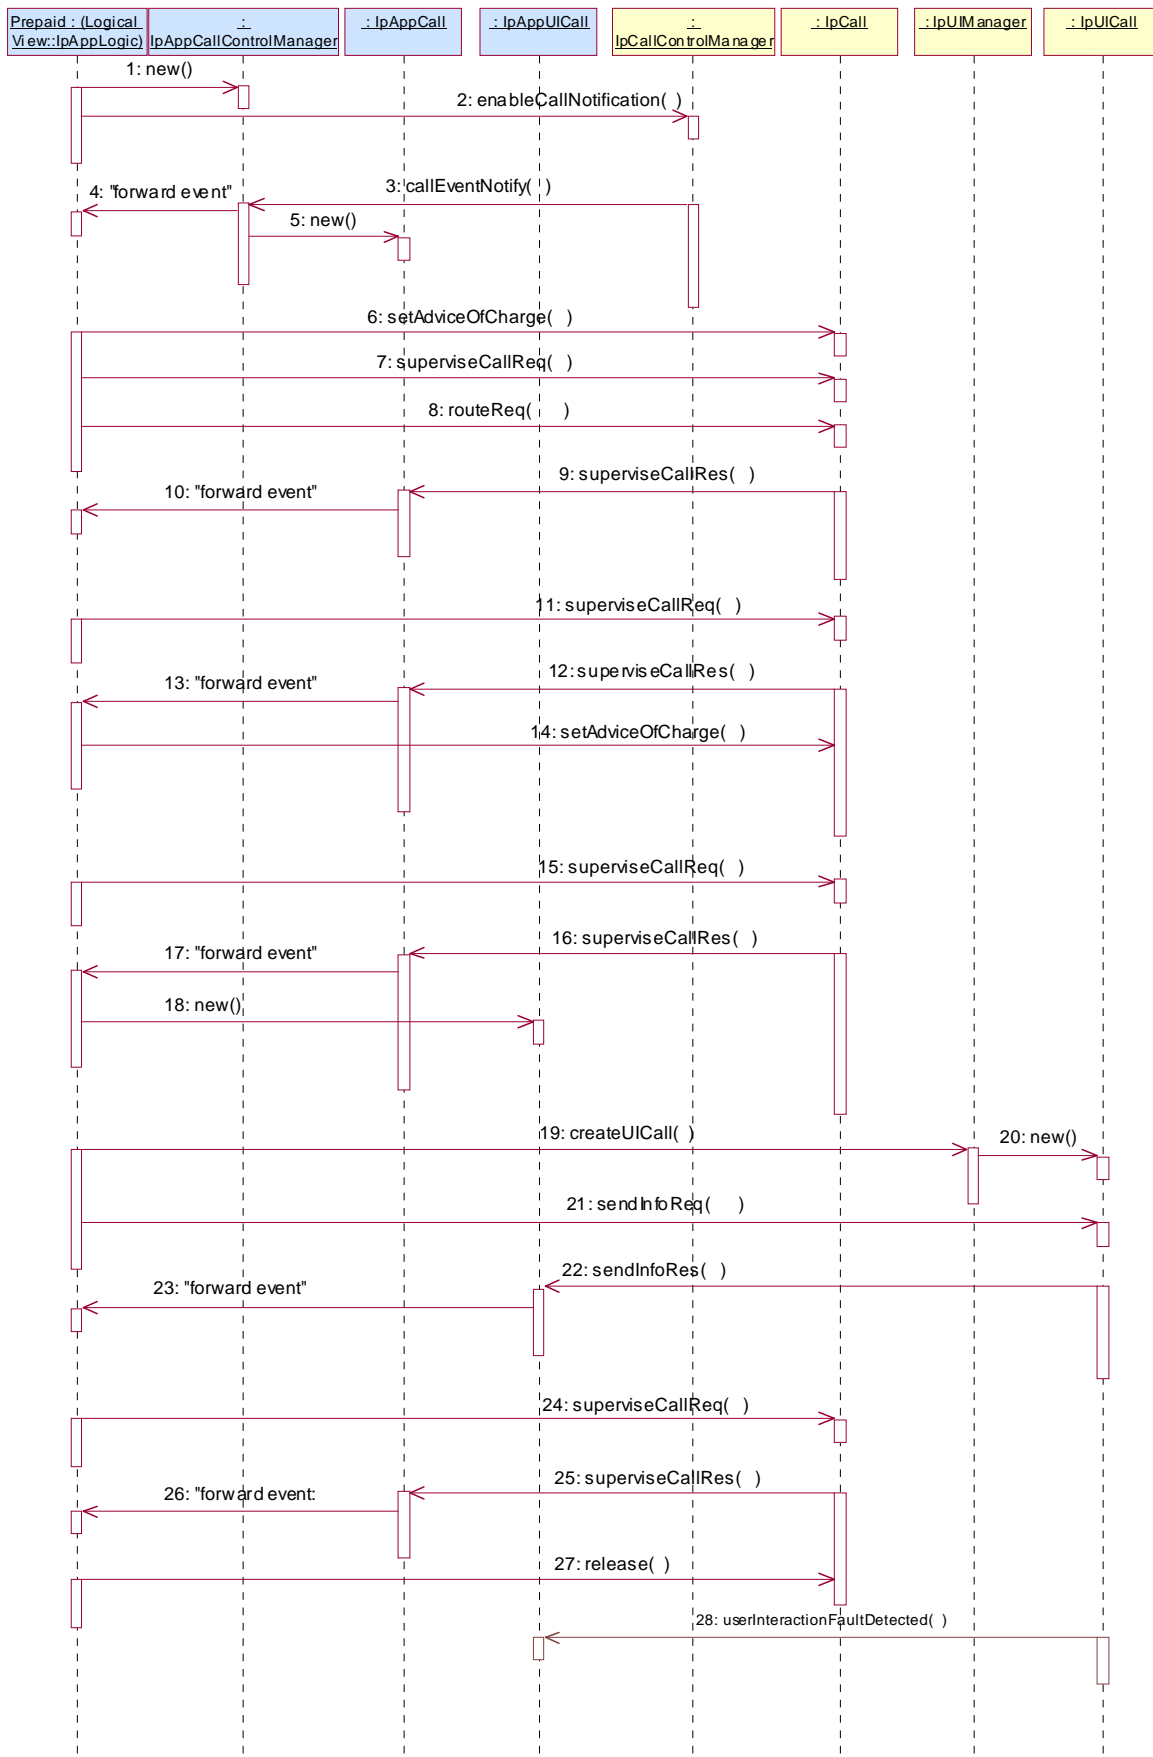 Prepaid : (Logical
View::IpAppLogic)
:
IpAppCallControlManager
: IpAppCall
: IpAppUICall
:
IpCallControlManager
: IpCall
: IpUIManager
: IpUICall
1: new()
2: enableCallNotification( )
3: callEventNotify( )
4: "forward event"
5: new()
6: setAdviceOfCharge( )
7: superviseCallReq( )
8: routeReq( )
9: superviseCallRes( )
10: "forward event"
11: superviseCallReq( )
12: superviseCallRes( )
13: "forward event"
14: setAdviceOfCharge( )
15: superviseCallReq( )
16: superviseCallRes( )
17: "forward event"
18: new()
19: createUICall( )
20: new()
21: sendInfoReq( )
22: sendInfoRes( )
23: "forward event"
24: superviseCallReq( )
25: superviseCallRes( )
26: "forward event:
27: release( )
28: userInteractionFaultDetected( )